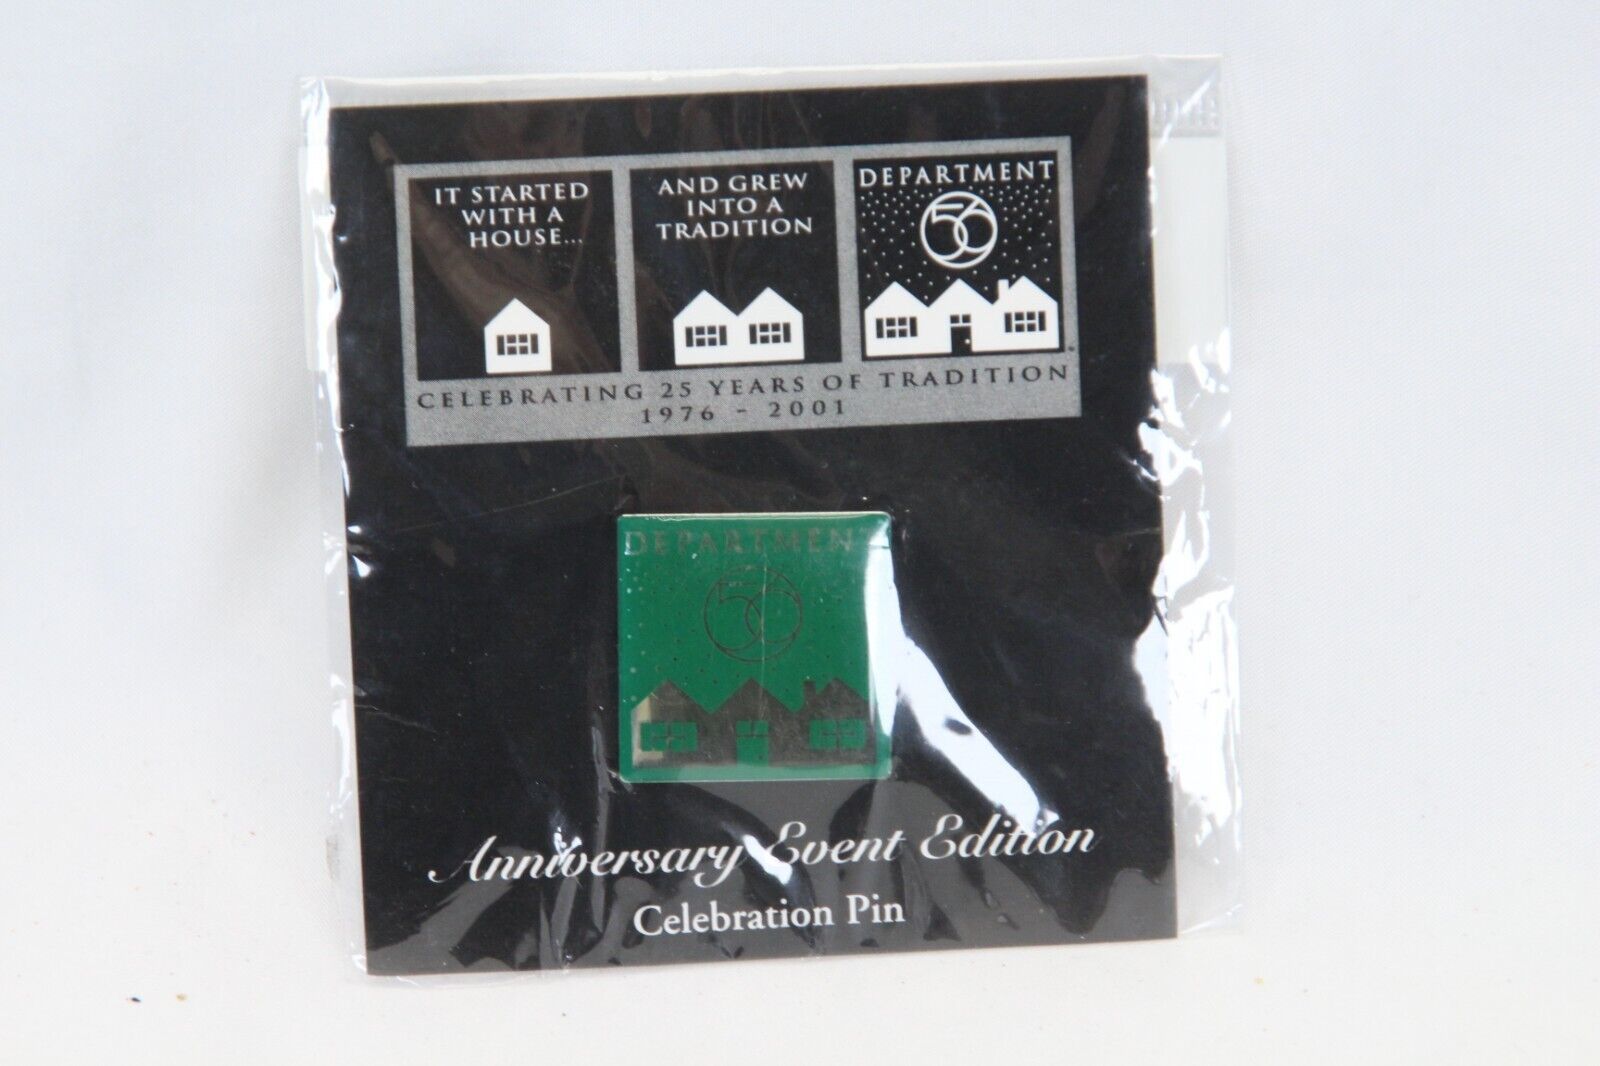 IT STARTED
WITH A
HOUSE...
AND GREW
INTO A
TRADITION
DEPARTMENT
56
CELEBRATING 25 YEARS OF TRADITION
1976 - 2001
DEPARTMENT
56
Anniversary Event Edition
Celebration Pin